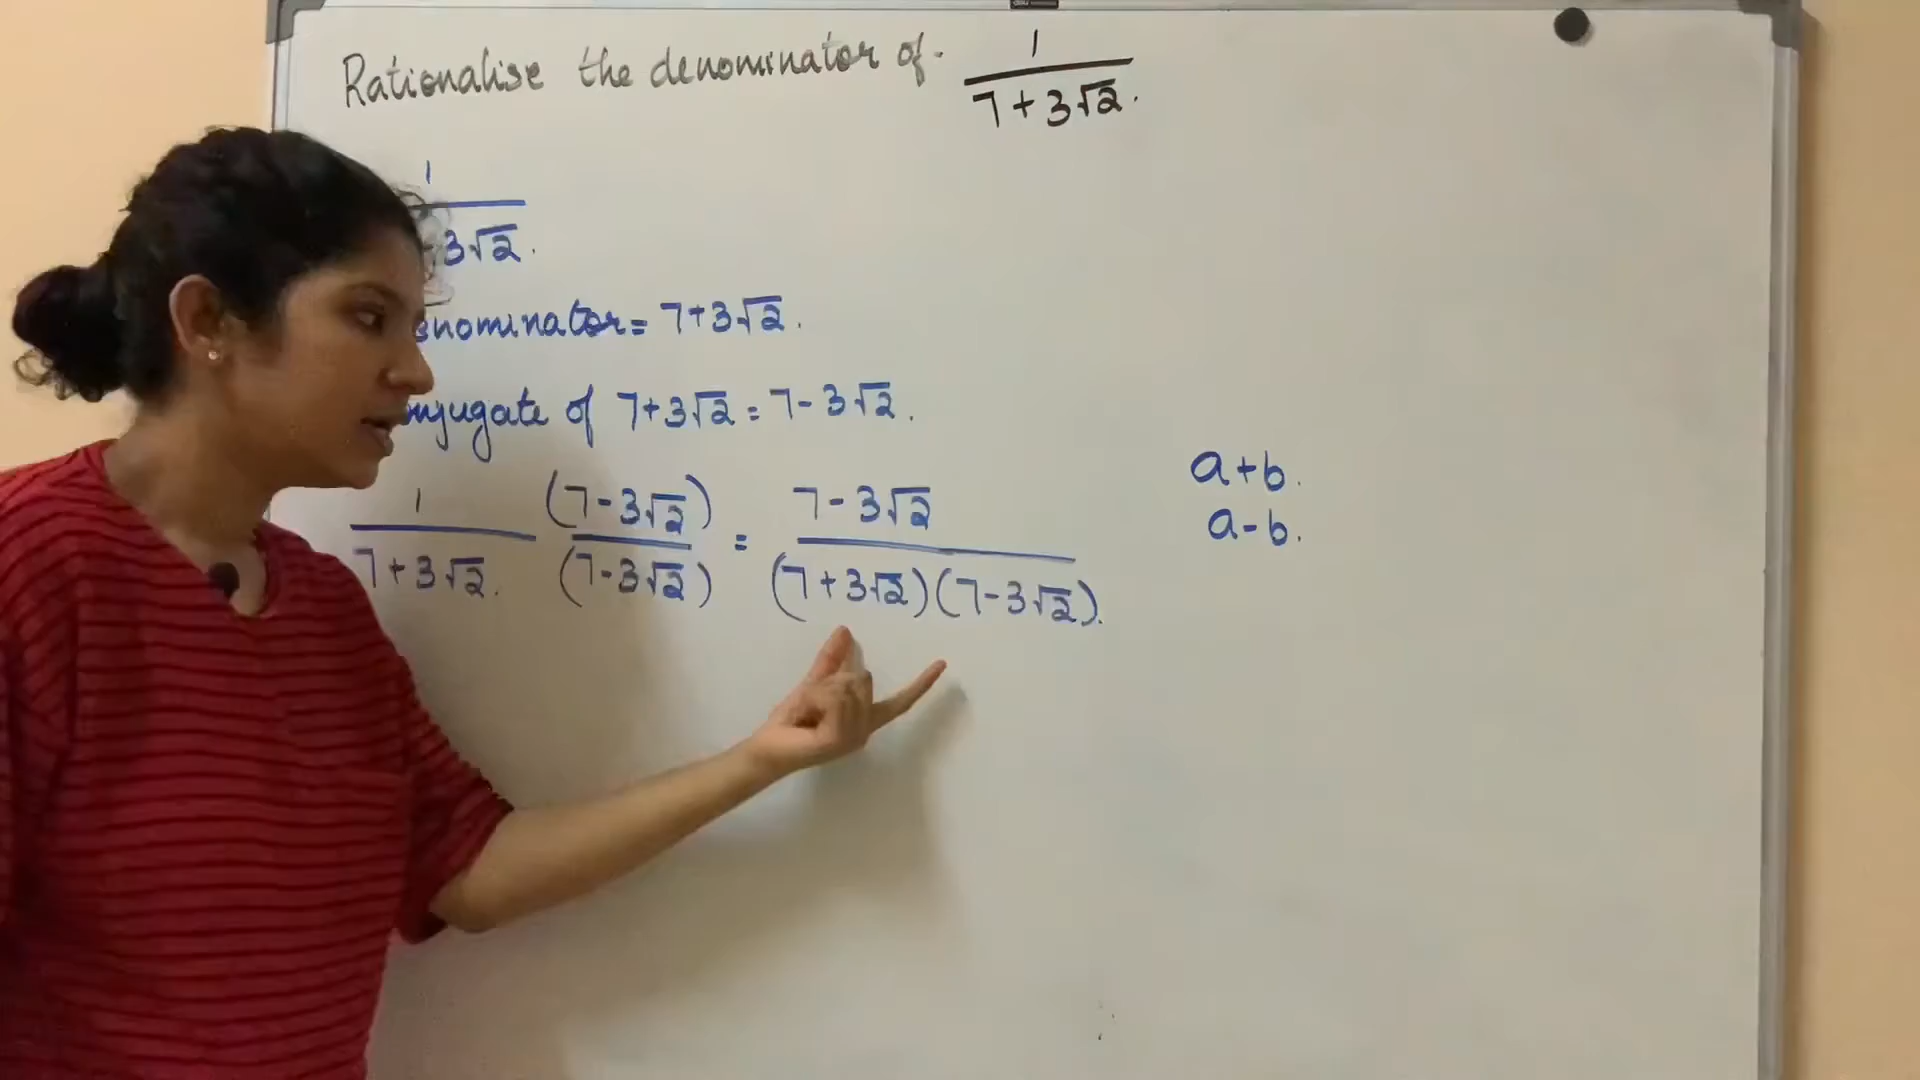 Rationalise the denominator of. 1/(7+3√2).
1/3√2.
enominator = 7+3√2.
onjugate of 7+3√2 = 7-3√2.
1/(7+3√2). (7-3√2)/(7-3√2) = (7-3√2)/((7+3√2)(7-3√2)).
a+b.
a-b.